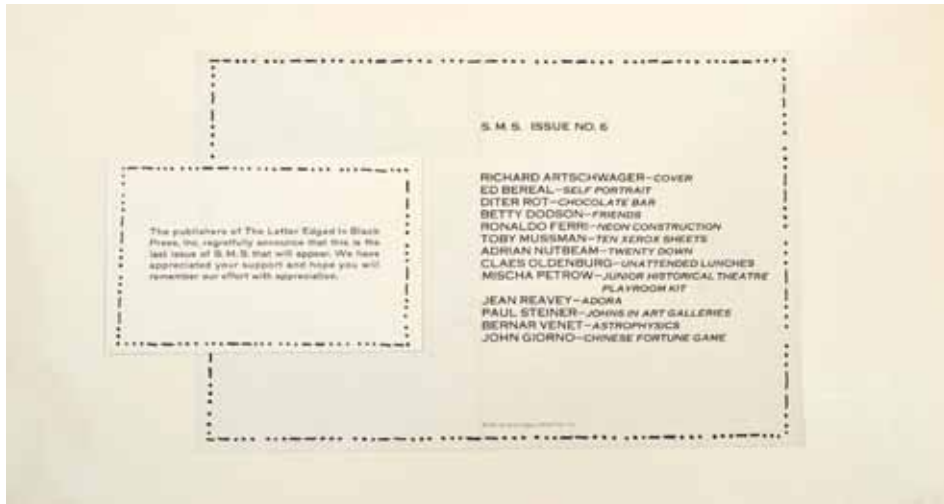 S. M. S. ISSUE NO. 6
RICHARD ARTSCHWAGER—COVER
ED BEREAL—SELF PORTRAIT
DITER ROT—CHOCOLATE BAR
BETTY DODSON—FRIENDS
RONALDO FERRI—NEON CONSTRUCTION
TOBY MUSSMAN—TEN XEROX SHEETS
ADRIAN NUTBEAM—TWENTY DOWN
CLAES OLDENBURG—UNATTENDED LUNCHES
MISCHA PETROW—JUNIOR HISTORICAL THEATRE
PLAYROOM KIT
JEAN REAVEY—ADORA
PAUL STEINER—JOHNS IN ART GALLERIES
BERNAR VENET—ASTROPHYSICS
JOHN GIORNO—CHINESE FORTUNE GAME
The publishers of The Letter Edged in Black
Press, Inc. regretfully announce that this is the
last issue of S. M. S. that will appear. We have
appreciated your support and hope you will
remember our effort with appreciation.